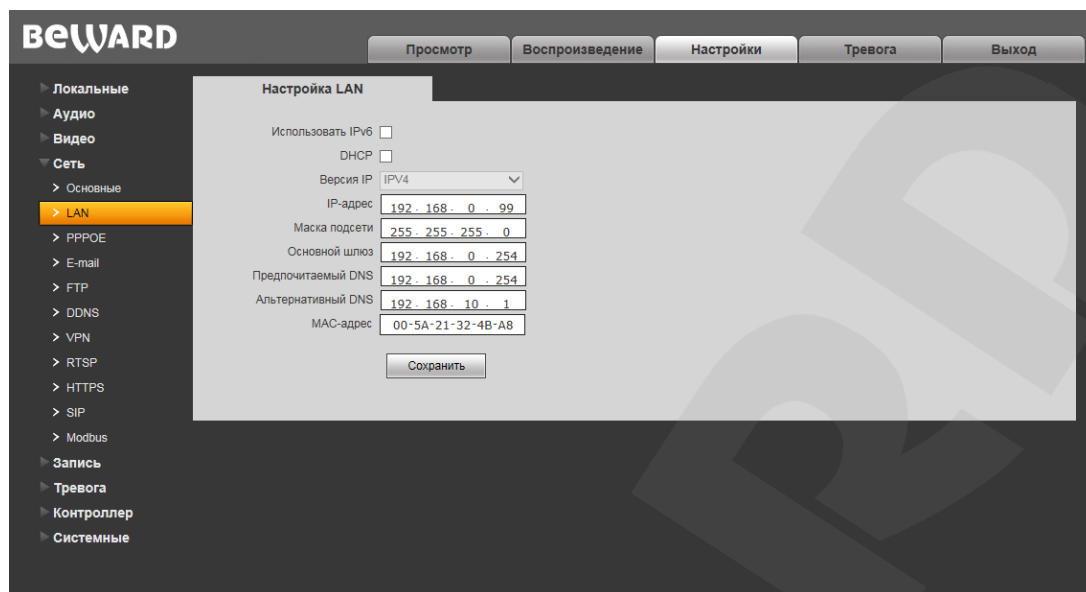 BEWARD
Просмотр
Воспроизведение
Настройки
Тревога
Выход
Локальные
Аудио
Видео
Сеть
> Основные
> LAN
> PPPOE
> E-mail
> FTP
> DDNS
> VPN
> RTSP
> HTTPS
> SIP
> Modbus
Запись
Тревога
Контроллер
Системные
Настройка LAN
Использовать IPv6
DHCP
Версия IP IPV4
IP-адрес 192. 168. 0 . 99
Маска подсети 255. 255. 255. 0
Основной шлюз 192. 168. 0 . 254
Предпочитаемый DNS 192. 168. 0 . 254
Альтернативный DNS 192. 168. 10 . 1
MAC-адрес 00-5A-21-32-4B-A8
Сохранить